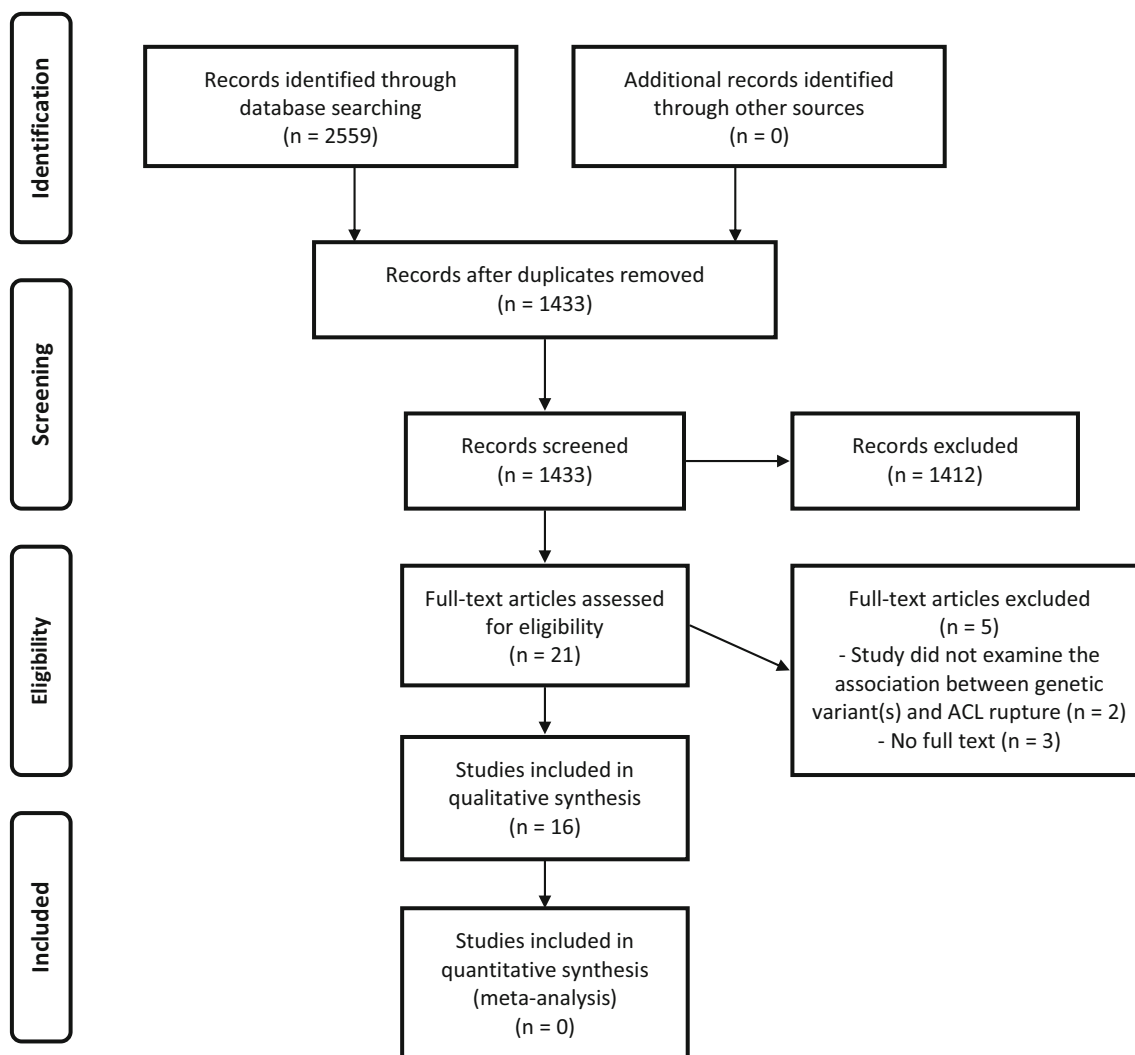 Identification
Records identified through
database searching
(n = 2559)
Additional records identified
through other sources
(n = 0)
Records after duplicates removed
(n = 1433)
Screening
Records screened
(n = 1433)
Records excluded
(n = 1412)
Eligibility
Full-text articles assessed
for eligibility
(n = 21)
Full-text articles excluded
(n = 5)
- Study did not examine the
association between genetic
variant(s) and ACL rupture (n = 2)
- No full text (n = 3)
Studies included in
qualitative synthesis
(n = 16)
Included
Studies included in
quantitative synthesis
(meta-analysis)
(n = 0)